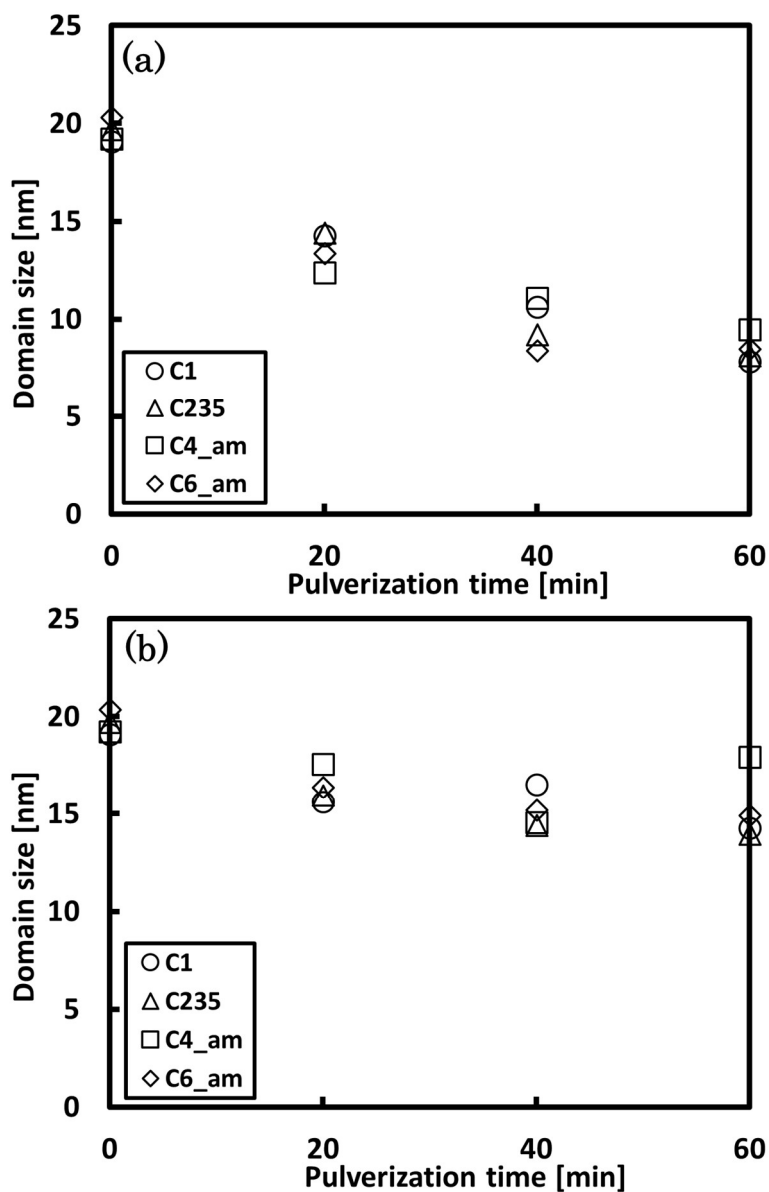 (a)
25
20
15
10
5
0
Domain size [nm]
C1
C235
C4_am
C6_am
0 20 40 60
Pulverization time [min]
(b)
25
20
15
10
5
0
Domain size [nm]
C1
C235
C4_am
C6_am
0 20 40 60
Pulverization time [min]